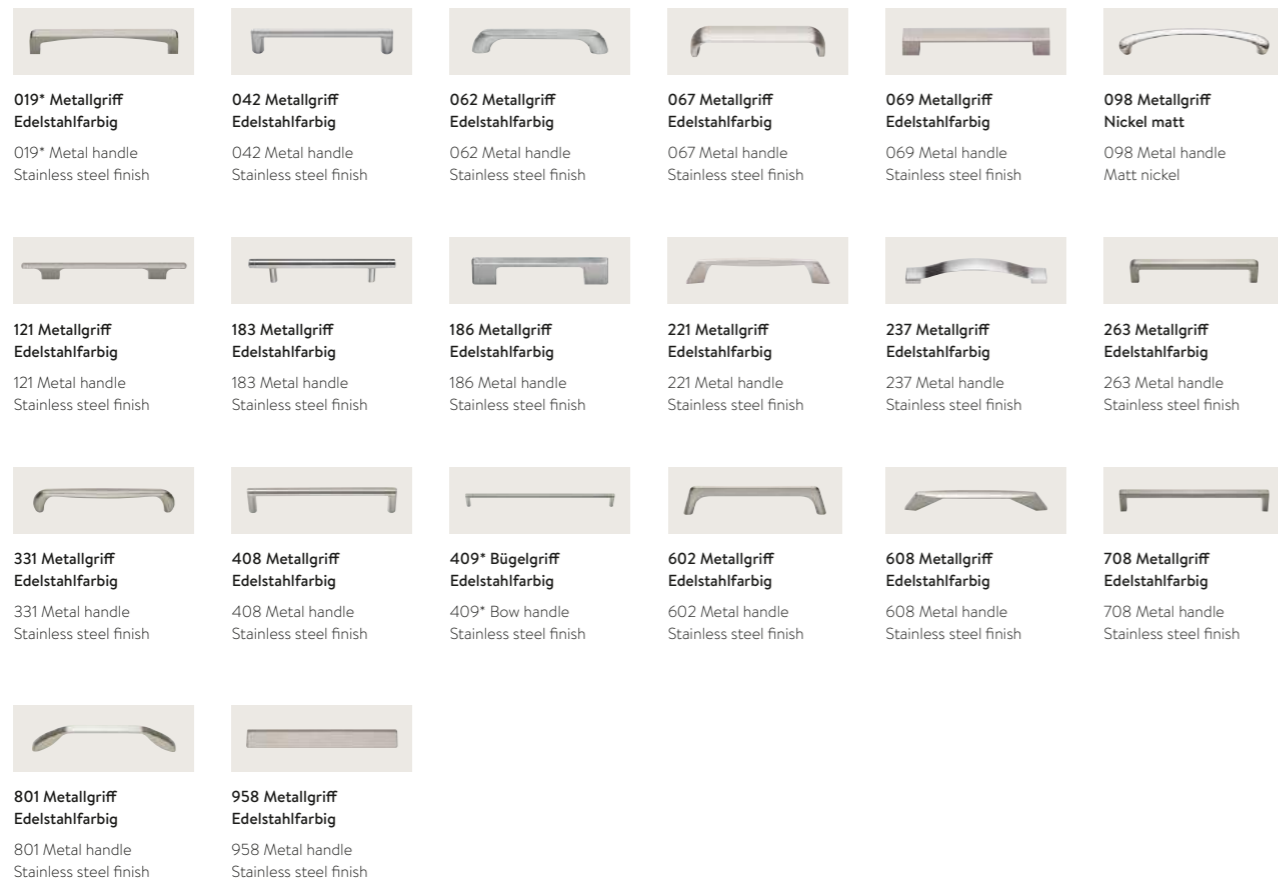 019* Metallgriff
Edelstahlfarbig
019* Metal handle
Stainless steel finish
042 Metallgriff
Edelstahlfarbig
042 Metal handle
Stainless steel finish
062 Metallgriff
Edelstahlfarbig
062 Metal handle
Stainless steel finish
067 Metallgriff
Edelstahlfarbig
067 Metal handle
Stainless steel finish
069 Metallgriff
Edelstahlfarbig
069 Metal handle
Stainless steel finish
098 Metallgriff
Nickel matt
098 Metal handle
Matt nickel
121 Metallgriff
Edelstahlfarbig
121 Metal handle
Stainless steel finish
183 Metallgriff
Edelstahlfarbig
183 Metal handle
Stainless steel finish
186 Metallgriff
Edelstahlfarbig
186 Metal handle
Stainless steel finish
221 Metallgriff
Edelstahlfarbig
221 Metal handle
Stainless steel finish
237 Metallgriff
Edelstahlfarbig
237 Metal handle
Stainless steel finish
263 Metallgriff
Edelstahlfarbig
263 Metal handle
Stainless steel finish
331 Metallgriff
Edelstahlfarbig
331 Metal handle
Stainless steel finish
408 Metallgriff
Edelstahlfarbig
408 Metal handle
Stainless steel finish
409* Bügelgriff
Edelstahlfarbig
409* Bow handle
Stainless steel finish
602 Metallgriff
Edelstahlfarbig
602 Metal handle
Stainless steel finish
608 Metallgriff
Edelstahlfarbig
608 Metal handle
Stainless steel finish
708 Metallgriff
Edelstahlfarbig
708 Metal handle
Stainless steel finish
801 Metallgriff
Edelstahlfarbig
801 Metal handle
Stainless steel finish
958 Metallgriff
Edelstahlfarbig
958 Metal handle
Stainless steel finish